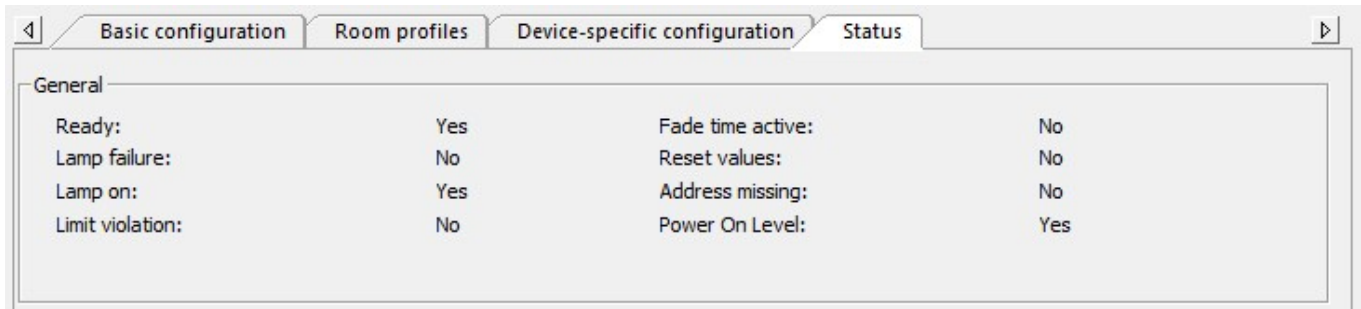 Basic configuration Room profiles Device-specific configuration Status
General
Ready: Yes Fade time active: No
Lamp failure: No Reset values: No
Lamp on: Yes Address missing: No
Limit violation: No Power On Level: Yes